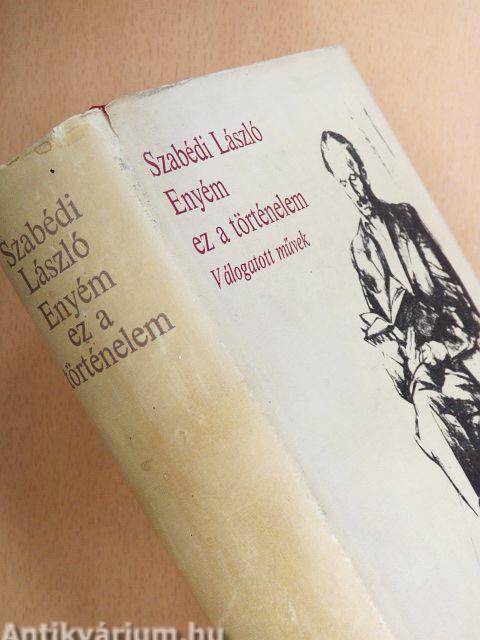 Szabédi
László
Enyém
ez a
történelem
Szabédi László
Enyém
ez a történelem
Válogatott művek
Antikvárium.hu